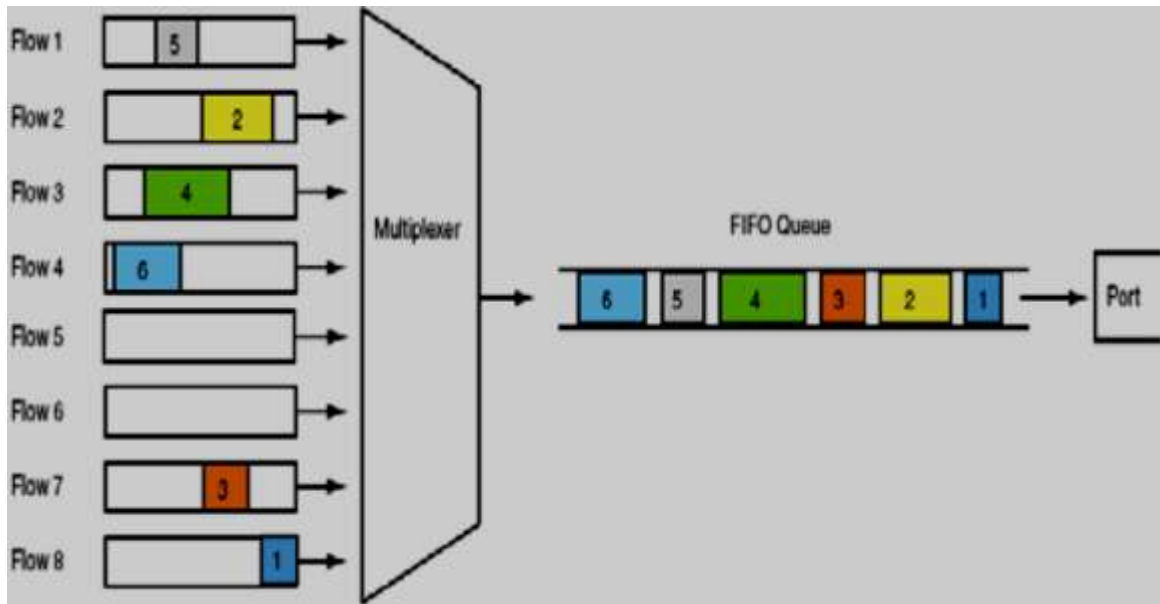 Flow 1
5
Flow 2
2
Flow 3
4
Flow 4
6
Flow 5
Flow 6
Flow 7
3
Flow 8
1
Multiplexer
FIFO Queue
6 5 4 3 2 1
Port